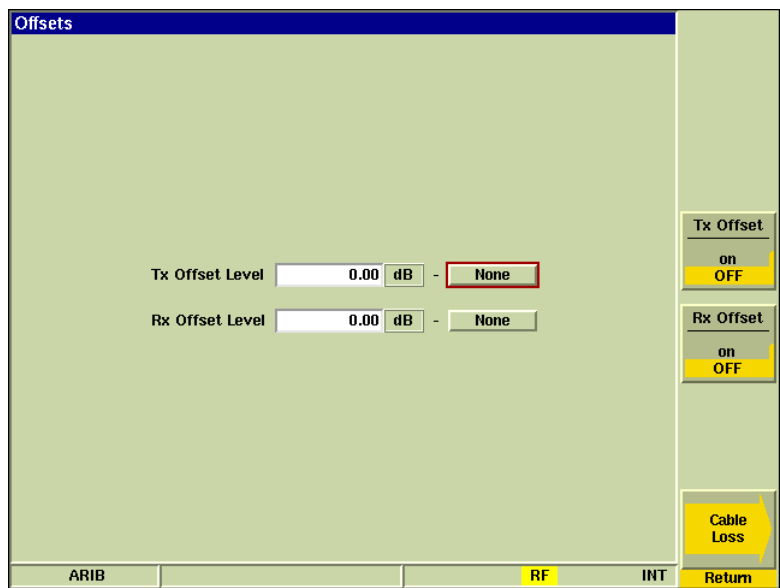 Offsets
Tx Offset Level 0.00 dB - None
Rx Offset Level 0.00 dB - None
Tx Offset
on
OFF
Rx Offset
on
OFF
Cable
Loss
Return
ARIB RF INT